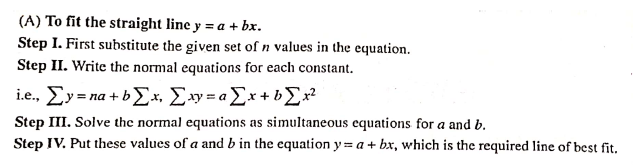 (A) To fit the straight line y = a + bx.
Step I. First substitute the given set of n values in the equation.
Step II. Write the normal equations for each constant.
i.e., ∑y = na + b∑x, ∑xy = a∑x + b∑x²
Step III. Solve the normal equations as simultaneous equations for a and b.
Step IV. Put these values of a and b in the equation y = a + bx, which is the required line of best fit.